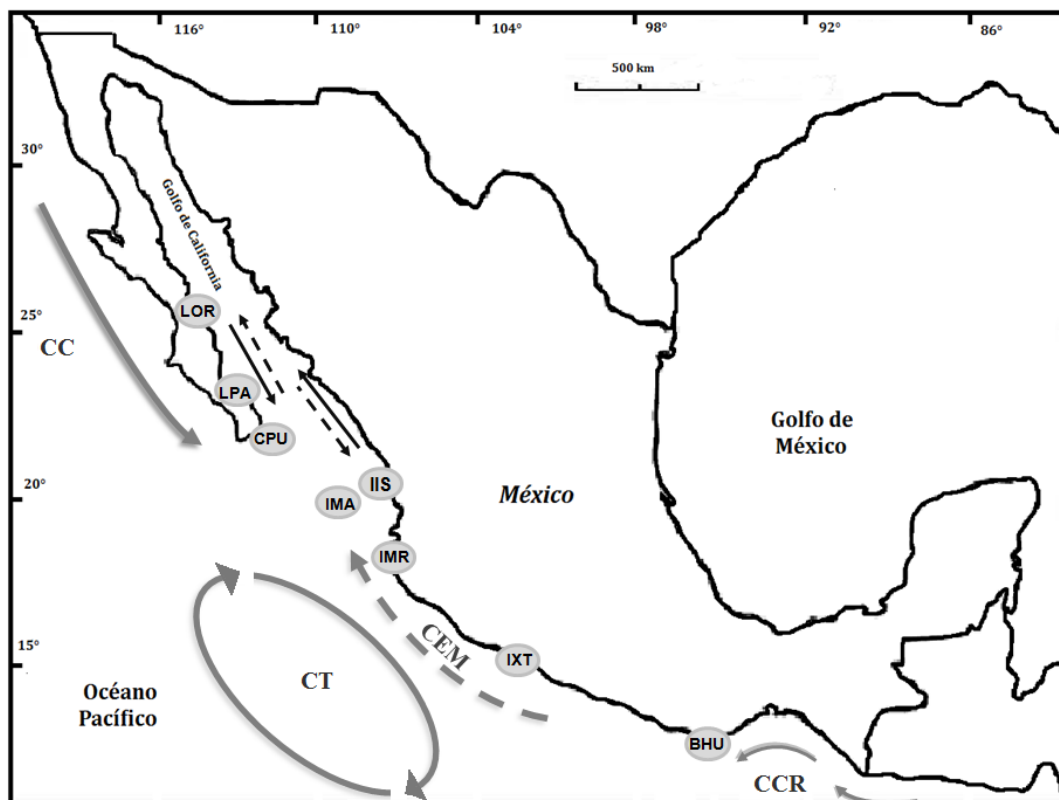 116° 110° 104° 98° 92° 86°
500 km
30°
Golfo de California
LOR
25°
CC
LPA
CPU
Golfo de
México
IIS
México
20°
IMA
IMR
CEM
15°
IXT
CT
Océano
Pacífico
BHU
CCR